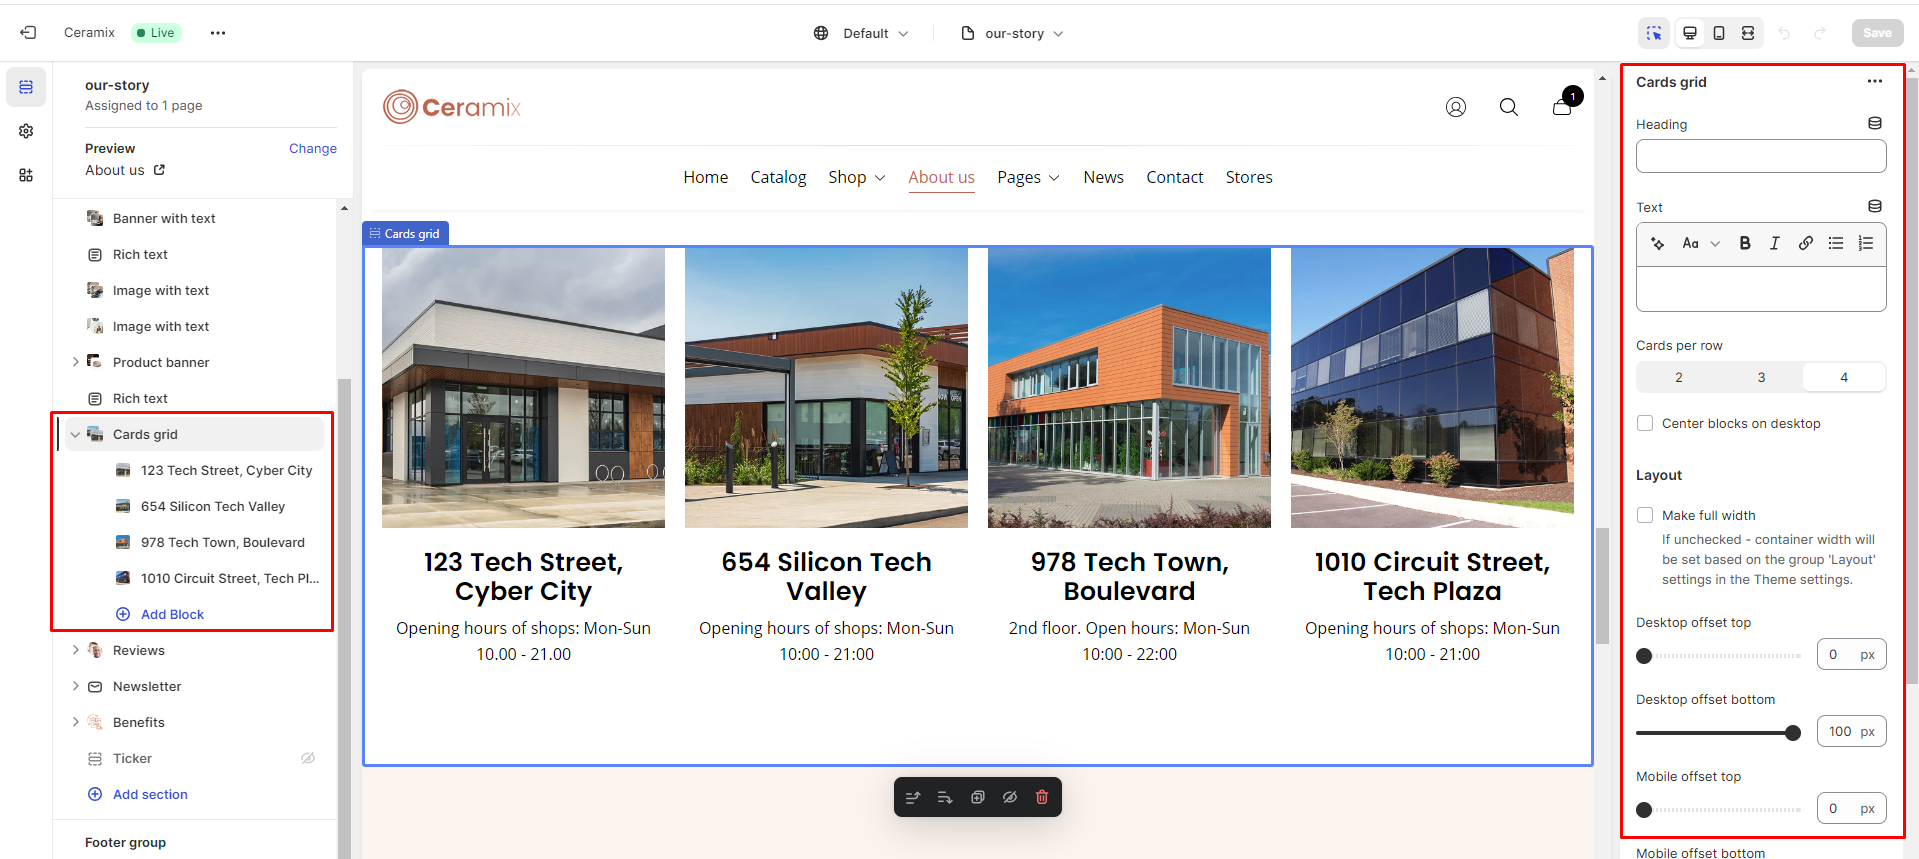 Ceramix
Live
Default
our-story
Save
our-story
Assigned to 1 page
Preview
Change
About us
Banner with text
Rich text
Image with text
Image with text
Product banner
Rich text
Cards grid
123 Tech Street, Cyber City
654 Silicon Tech Valley
978 Tech Town, Boulevard
1010 Circuit Street, Tech Pl...
Add Block
Reviews
Newsletter
Benefits
Ticker
Add section
Footer group
Ceramix
1
Home
Catalog
Shop
About us
Pages
News
Contact
Stores
Cards grid
123 Tech Street,
Cyber City
Opening hours of shops: Mon-Sun
10.00 - 21.00
654 Silicon Tech
Valley
Opening hours of shops: Mon-Sun
10:00 - 21:00
978 Tech Town,
Boulevard
2nd floor. Open hours: Mon-Sun
10:00 - 22:00
1010 Circuit Street,
Tech Plaza
Opening hours of shops: Mon-Sun
10:00 - 21:00
Cards grid
Heading
Text
Aa
B
I
Cards per row
2
3
4
Center blocks on desktop
Layout
Make full width
If unchecked - container width will
be set based on the group 'Layout'
settings in the Theme settings.
Desktop offset top
0 px
Desktop offset bottom
100 px
Mobile offset top
0 px
Mobile offset bottom